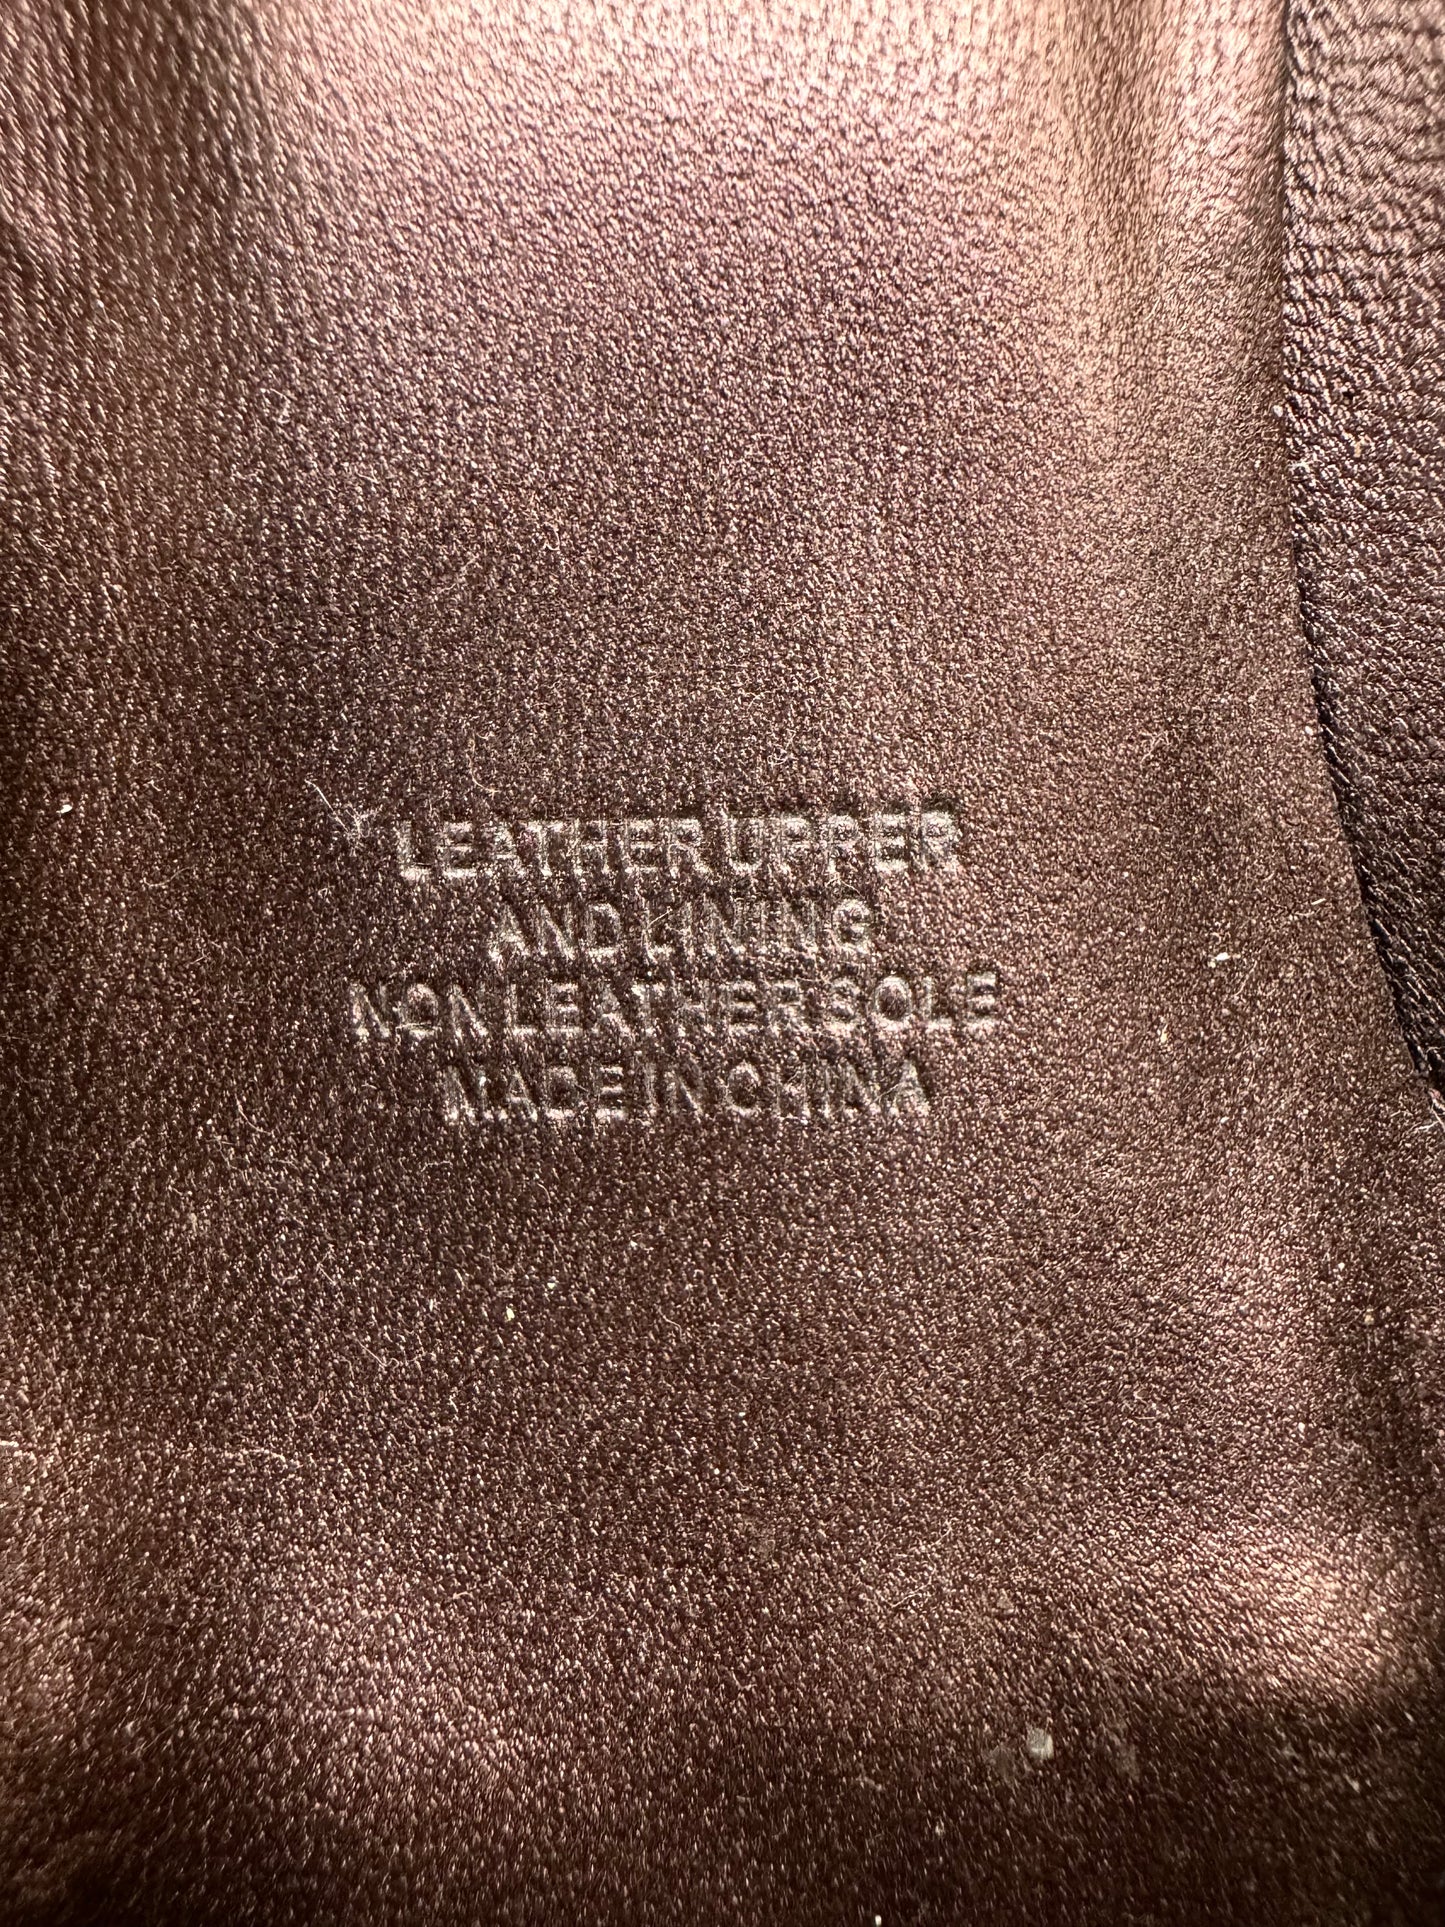 LEATHER UPPER
AND LINING
NON LEATHER SOLE
MADE IN CHINA